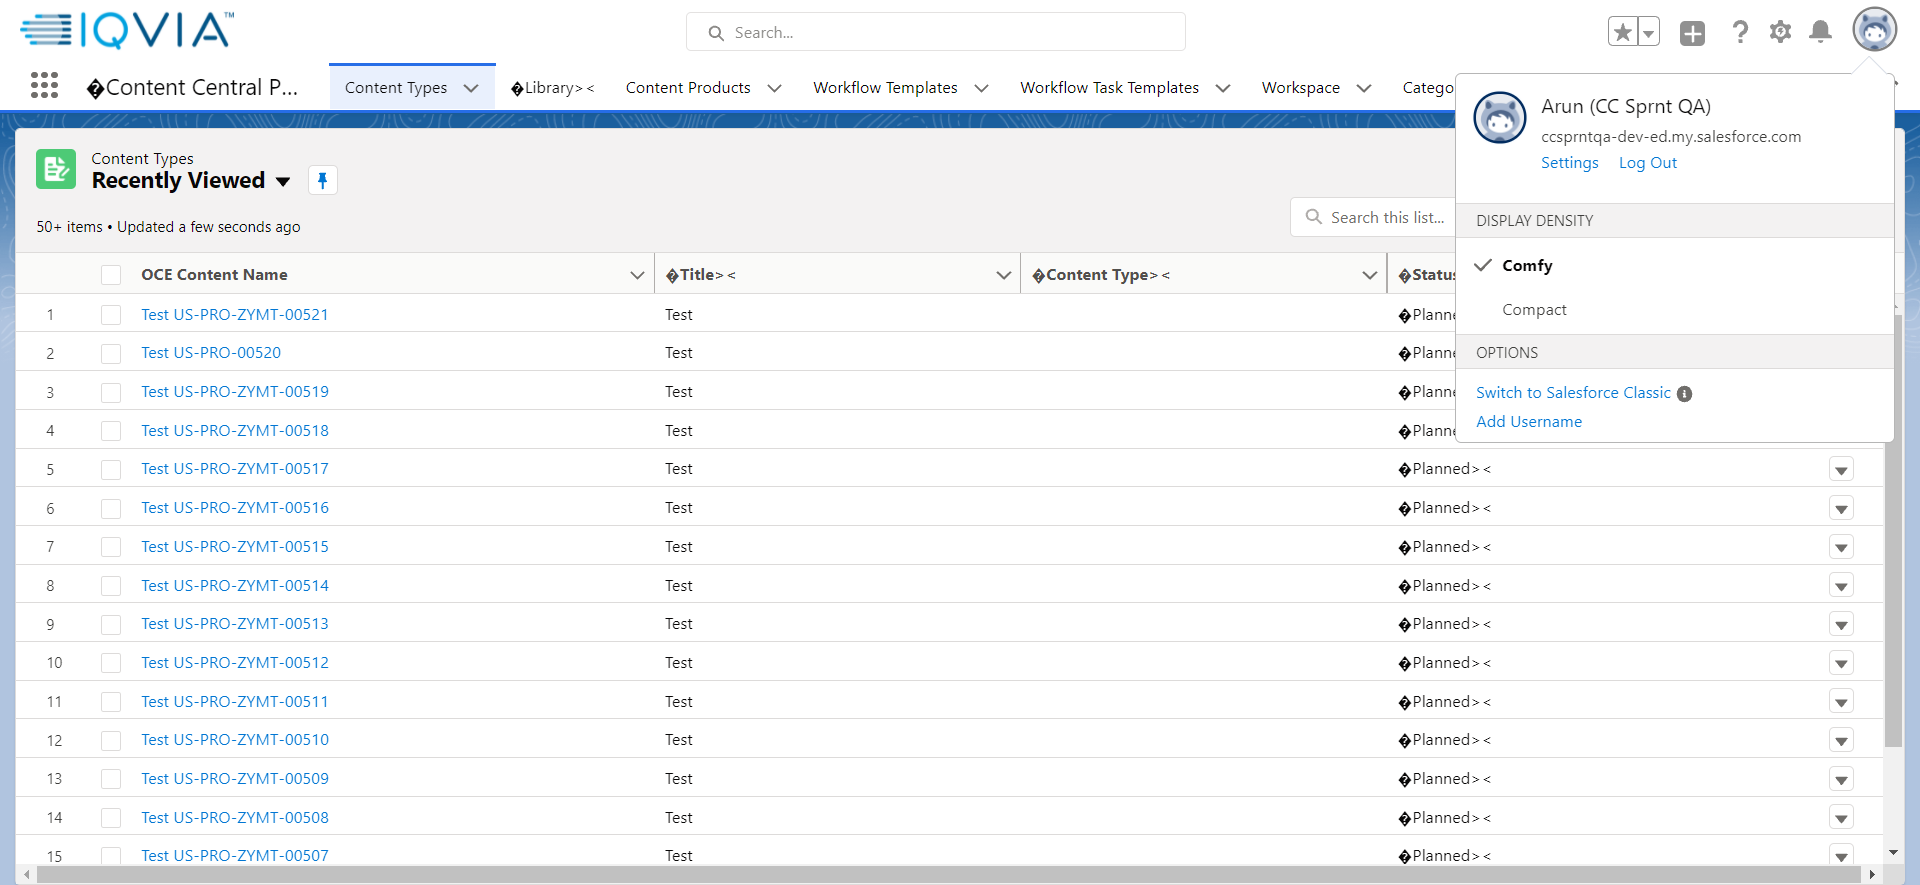 IQVIA™
Search...
�Content Central P...
Content Types
�Library><
Content Products
Workflow Templates
Workflow Task Templates
Workspace
Catego
Arun (CC Sprnt QA)
ccsprntqa-dev-ed.my.salesforce.com
Settings Log Out
DISPLAY DENSITY
Comfy
Compact
OPTIONS
Switch to Salesforce Classic
Add Username
Content Types
Recently Viewed
50+ items • Updated a few seconds ago
Search this list...
OCE Content Name �Title>< �Content Type>< �Status
1 Test US-PRO-ZYMT-00521 Test �Planne
2 Test US-PRO-00520 Test �Planne
3 Test US-PRO-ZYMT-00519 Test �Planne
4 Test US-PRO-ZYMT-00518 Test �Planne
5 Test US-PRO-ZYMT-00517 Test �Planned><
6 Test US-PRO-ZYMT-00516 Test �Planned><
7 Test US-PRO-ZYMT-00515 Test �Planned><
8 Test US-PRO-ZYMT-00514 Test �Planned><
9 Test US-PRO-ZYMT-00513 Test �Planned><
10 Test US-PRO-ZYMT-00512 Test �Planned><
11 Test US-PRO-ZYMT-00511 Test �Planned><
12 Test US-PRO-ZYMT-00510 Test �Planned><
13 Test US-PRO-ZYMT-00509 Test �Planned><
14 Test US-PRO-ZYMT-00508 Test �Planned><
15 Test US-PRO-ZYMT-00507 Test �Planned><